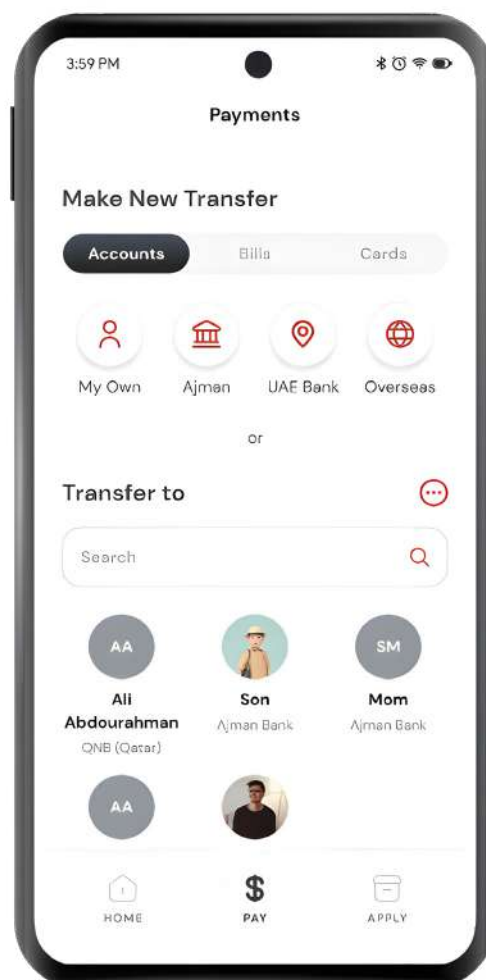 3:59 PM
Payments
Make New Transfer
Accounts Bills Cards
My Own Ajman UAE Bank Overseas
or
Transfer to
Search
AA SM
Ali Son Mom
Abdourahman Ajman Bank Ajman Bank
QNB (Qatar)
AA
HOME PAY APPLY